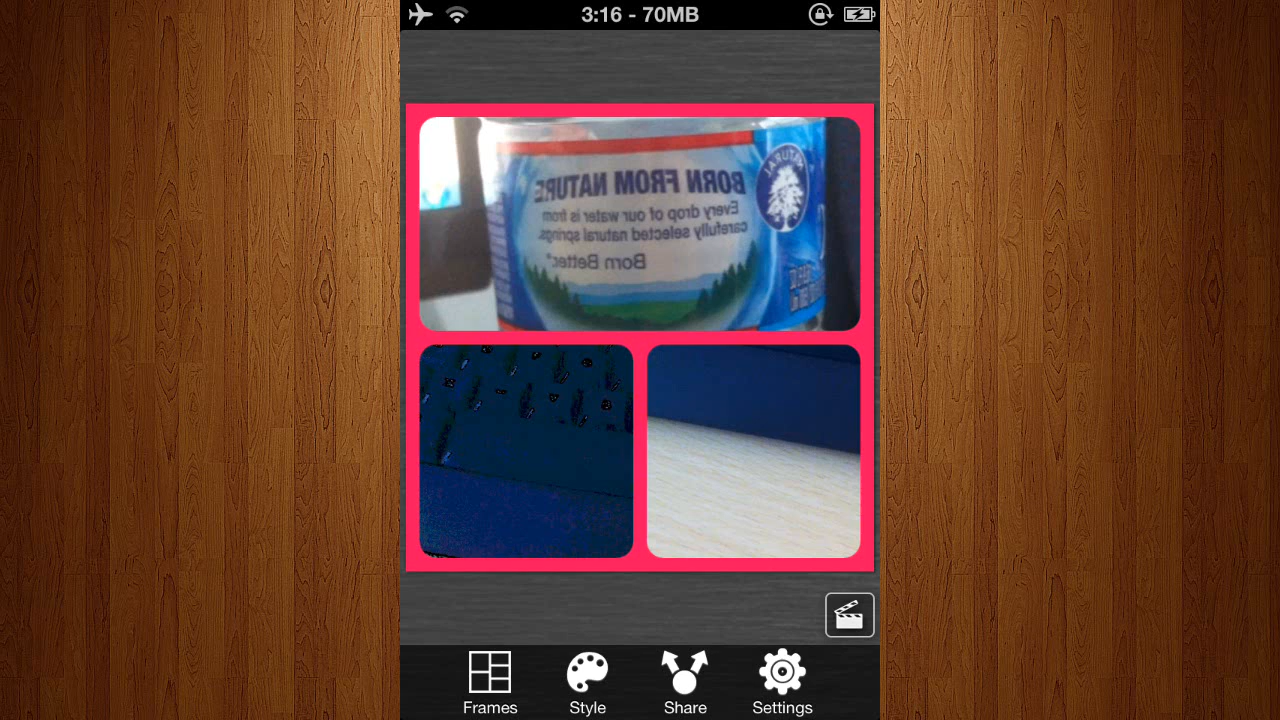 3:16 - 70MB
NATURAL
BORN FROM NATURE
Every drop of our water is from
carefully selected natural springs.
Born Better.
Frames
Style
Share
Settings